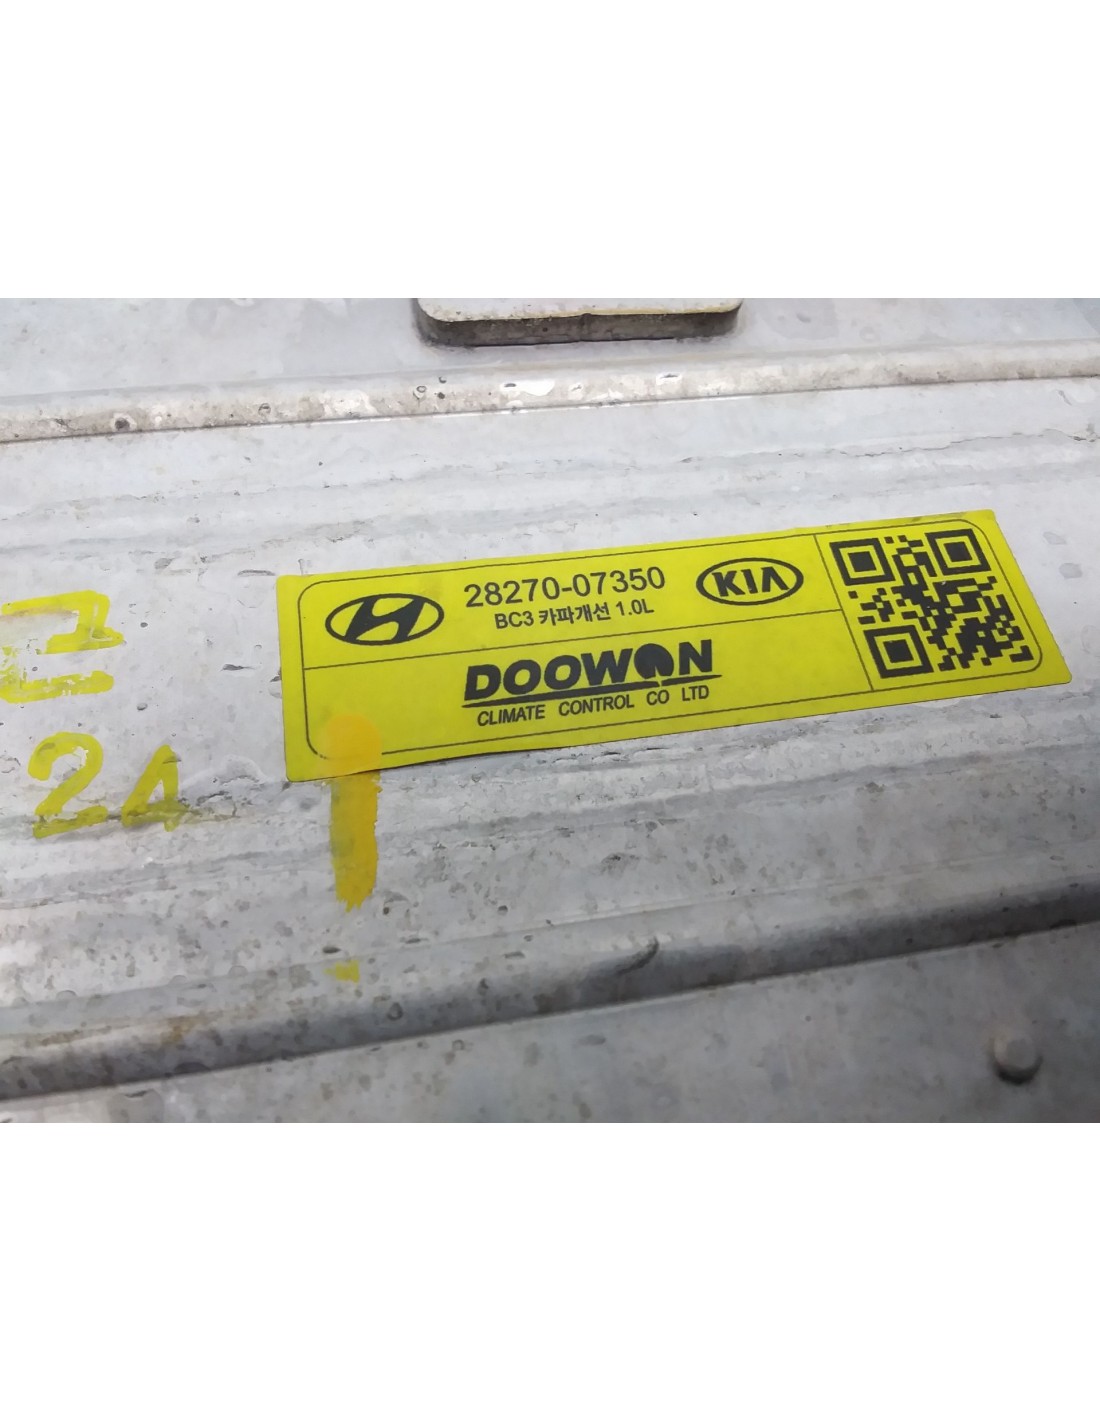 28270-07350
KIA
BC3 카파개선 1.0L
DOOWON
CLIMATE CONTROL CO LTD
24